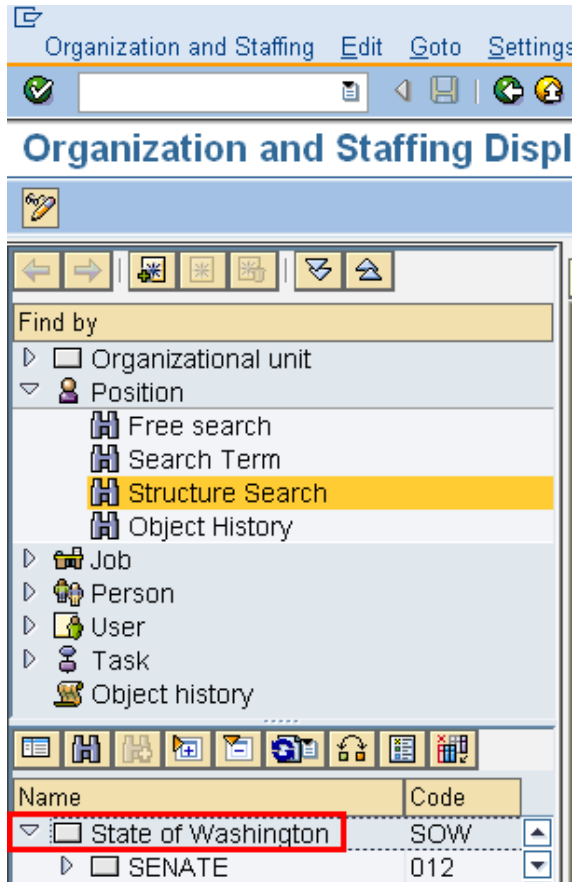 Organization and Staffing Edit Goto Settings
Organization and Staffing Displ
Find by
Organizational unit
Position
Free search
Search Term
Structure Search
Object History
Job
Person
User
Task
Object history
Name Code
State of Washington SOW
SENATE 012